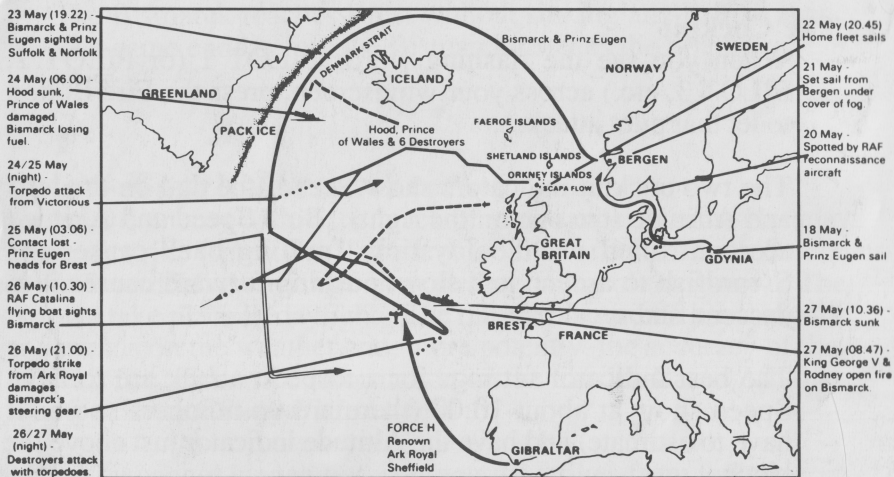 23 May (19.22) -
Bismarck & Prinz
Eugen sighted by
Suffolk & Norfolk
24 May (06.00) -
Hood sunk,
Prince of Wales
damaged.
Bismarck losing
fuel.
24/25 May
(night) -
Torpedo attack
from Victorious
25 May (03.06) -
Contact lost -
Prinz Eugen
heads to Brest
26 May (10.30) -
RAF Catalina
flying boat sights
Bismarck
26 May (21.00) -
Torpedo strike
from Ark Royal
damages
Bismarck's
steering gear.
26/27 May
(night) -
Destroyers attack
with torpedoes.
GREENLAND
PACK ICE
DENMARK STRAIT
ICELAND
Bismarck & Prinz Eugen
Hood, Prince
of Wales & 6 Destroyers
FAEROE ISLANDS
SHETLAND ISLANDS
ORKNEY ISLANDS
SCAPA FLOW
NORWAY
SWEDEN
BERGEN
GREAT
BRITAIN
GDYNIA
BREST
FRANCE
FORCE H
Renown
Ark Royal
Sheffield
GIBRALTAR
22 May (20.45)
Home fleet sails
21 May -
Set sail from
Bergen under
cover of fog.
20 May -
Spotted by RAF
reconnaissance
aircraft
18 May -
Bismarck &
Prinz Eugen sail
27 May (10.36) -
Bismarck sunk
27 May (08.47) -
King George V &
Rodney open fire
on Bismarck.